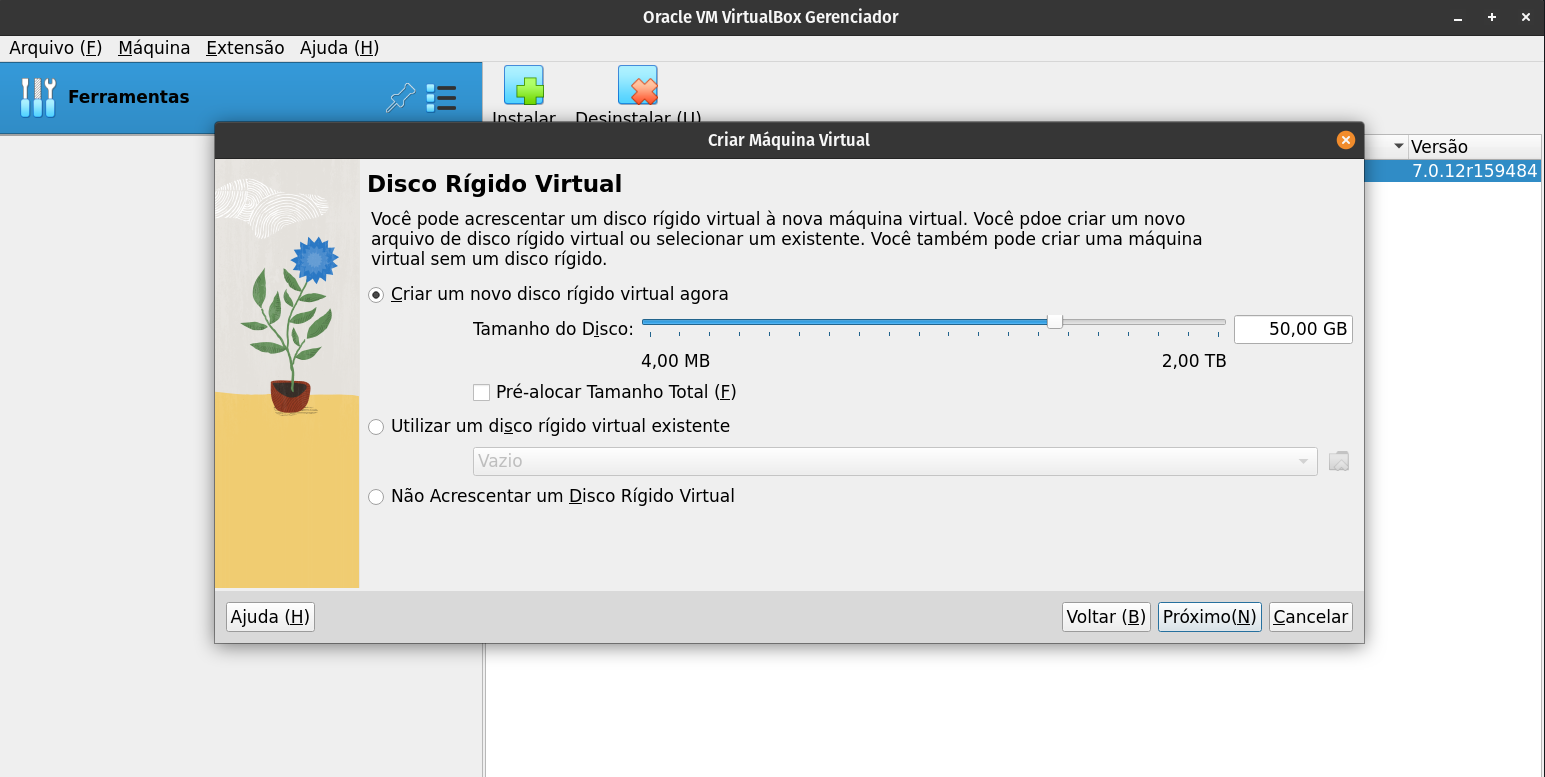 Oracle VM VirtualBox Gerenciador
Arquivo (F) Máquina Extensão Ajuda (H)
Ferramentas
Instalar Desinstalar (U)
Criar Máquina Virtual
Versão
7.0.12r159484
Disco Rígido Virtual
Você pode acrescentar um disco rígido virtual à nova máquina virtual. Você pdoe criar um novo
arquivo de disco rígido virtual ou selecionar um existente. Você também pode criar uma máquina
virtual sem um disco rígido.
Criar um novo disco rígido virtual agora
Tamanho do Disco: 50,00 GB
4,00 MB 2,00 TB
Pré-alocar Tamanho Total (F)
Utilizar um disco rígido virtual existente
Vazio
Não Acrescentar um Disco Rígido Virtual
Ajuda (H) Voltar (B) Próximo(N) Cancelar